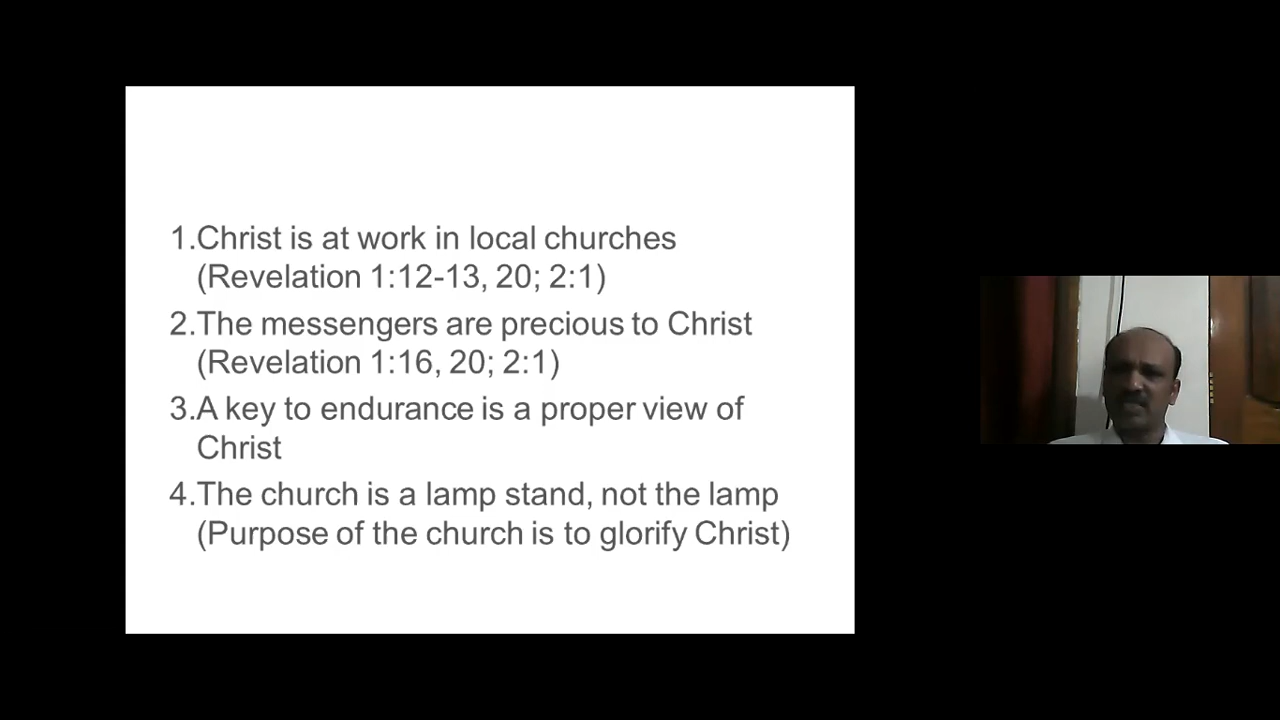 1.Christ is at work in local churches
(Revelation 1:12-13, 20; 2:1)
2.The messengers are precious to Christ
(Revelation 1:16, 20; 2:1)
3.A key to endurance is a proper view of
Christ
4.The church is a lamp stand, not the lamp
(Purpose of the church is to glorify Christ)